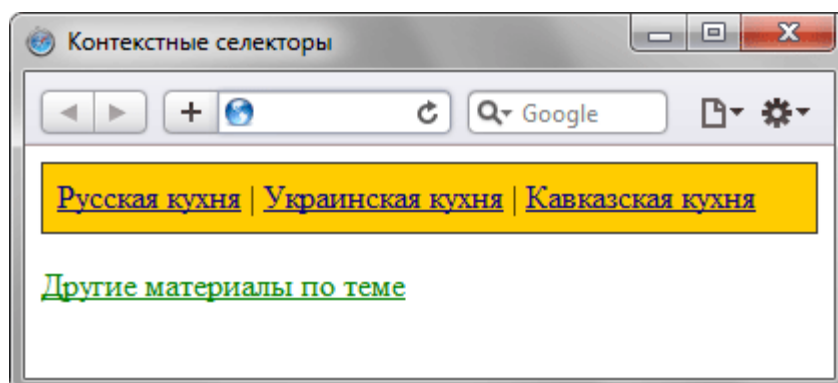 Контекстные селекторы
Google
Русская кухня | Украинская кухня | Кавказская кухня
Другие материалы по теме